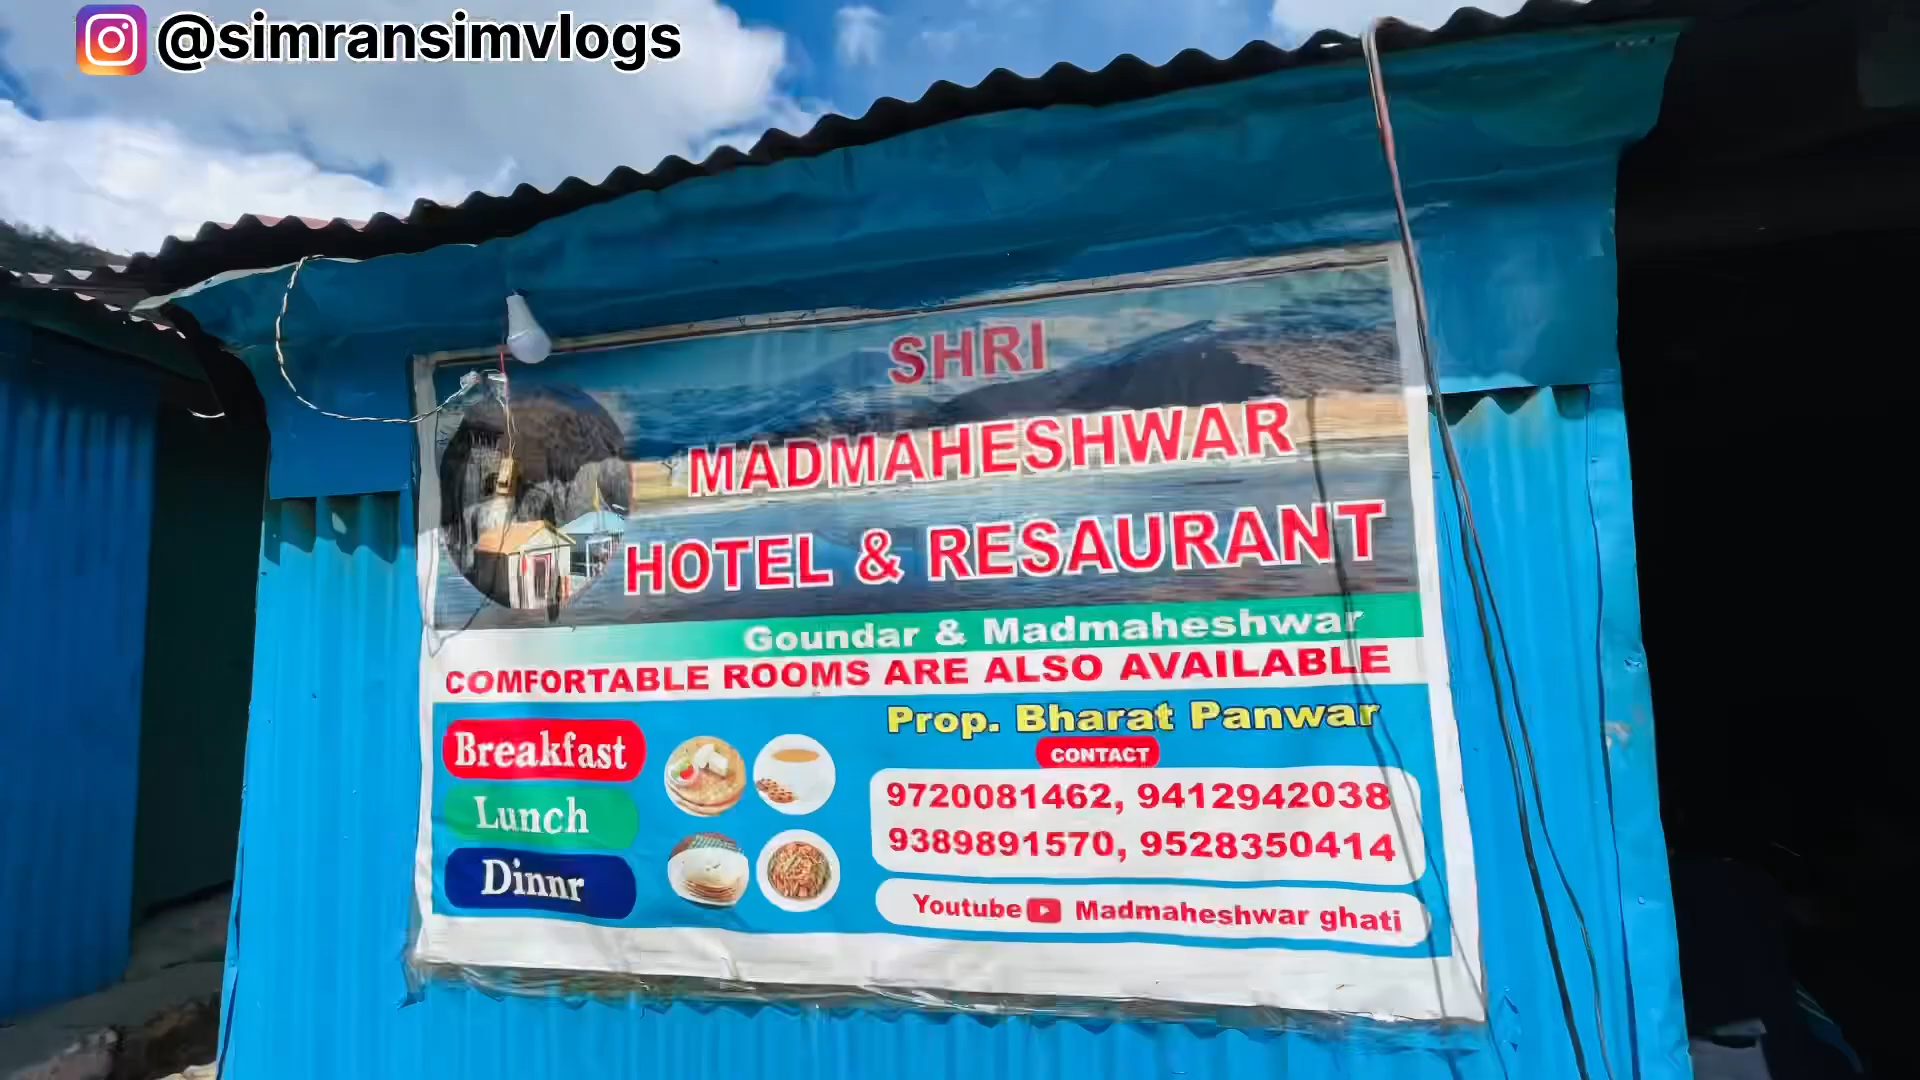 @simransimvlogs
SHRI
MADMAHESHWAR
HOTEL & RESAURANT
Goundar & Madmaheshwar
COMFORTABLE ROOMS ARE ALSO AVAILABLE
Prop. Bharat Panwar
CONTACT
9720081462, 9412942038
9389891570, 9528350414
Youtube Madmaheshwar ghati
Breakfast
Lunch
Dinnr